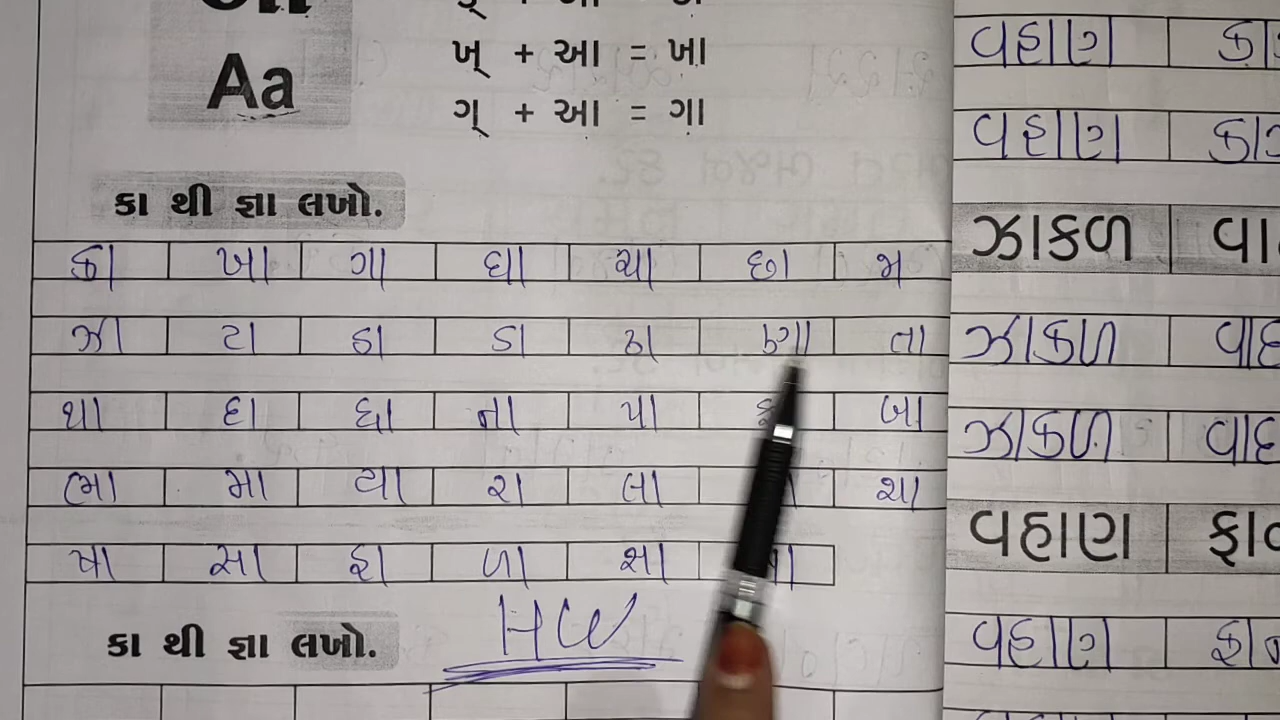 Aa
ખ્ + આ = ખા
ગ્ + આ = ગા
કા થી જ્ઞા લખો.
કા ખા ગા ઘા ચા છા જ
ઝા ટા ઠા ડા ઢા ણા તા
થા દા ધા ના પા બા
ભા મા યા રા લા શા
ષા સા હા ળા ક્ષા
HW
કા થી જ્ઞા લખો.
વહાણ
વહાણ
ઝાકળ
ઝાકળ
ઝાકળ
વહાણ
વહાણ